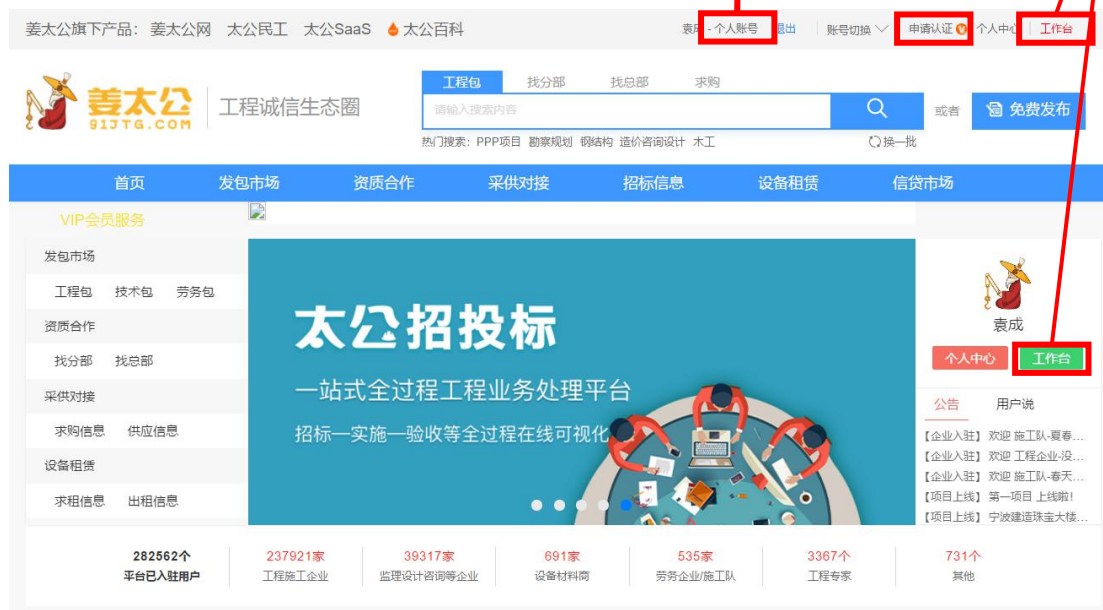 姜太公旗下产品： 姜太公网 太公民工 太公SaaS 太公百科 袁成 - 个人账号 退出 账号切换 申请认证 个人中心 工作台
工程包 找分部 找总部 求购
姜太公 工程诚信生态圈 请输入搜索内容 或者 免费发布
91JTG.COM
热门搜索： PPP项目 勘察规划 钢结构 造价咨询设计 木工 换一批
首页 发包市场 资质合作 采供对接 招标信息 设备租赁 信贷市场
VIP会员服务
发包市场
工程包 技术包 劳务包
资质合作
找分部 找总部
采供对接
求购信息 供应信息
设备租赁
求租信息 出租信息
太公招投标
一站式全过程工程业务处理平台
招标—实施—验收等全过程在线可视化
袁成
个人中心 工作台
公告 用户说
【企业入驻】 欢迎 施工队-夏春...
【企业入驻】 欢迎 工程企业-没...
【企业入驻】 欢迎 施工队-春天...
【项目上线】 第一项目 上线啦！
【项目上线】 宁波建造珠宝大楼...
282562个 237921家 39317家 691家 535家 3367个 731个
平台已入驻用户 工程施工企业 监理设计咨询等企业 设备材料商 劳务企业/施工队 工程专家 其他